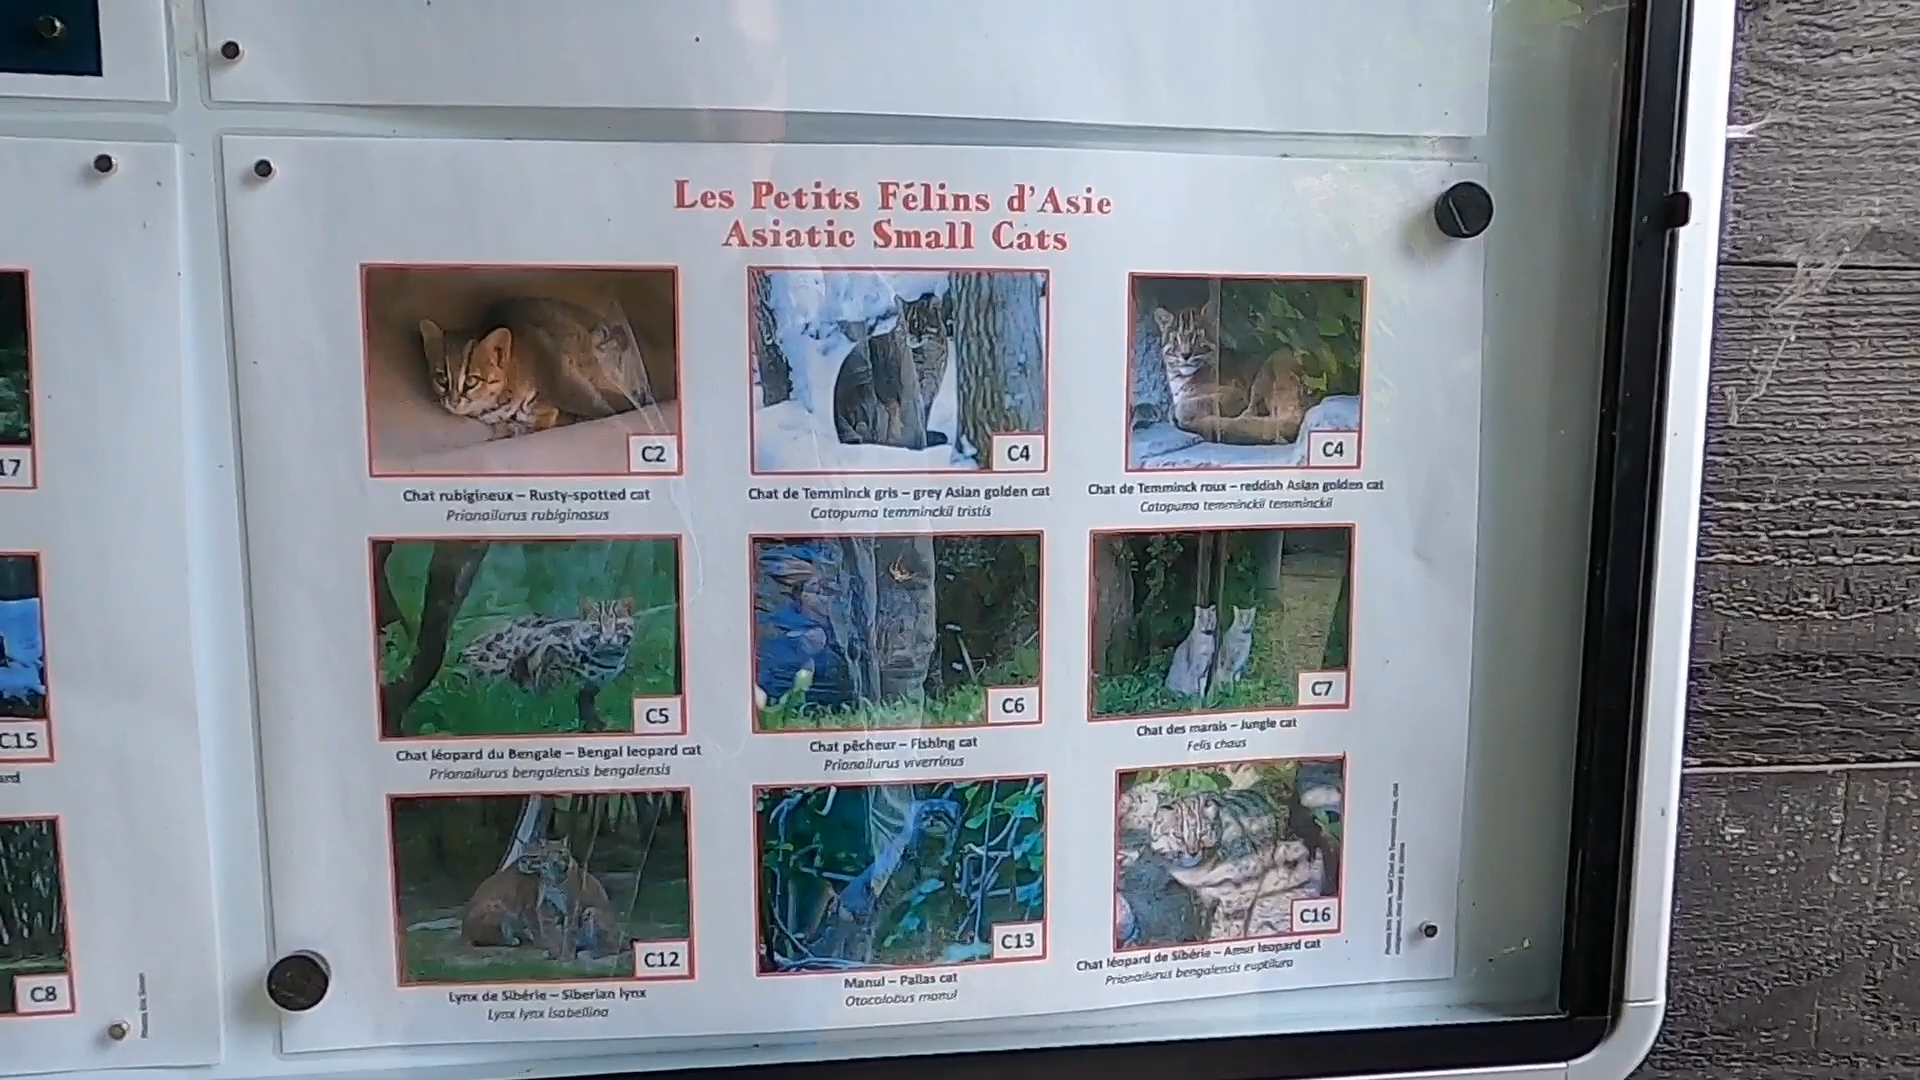 Les Petits Félins d'Asie
Asiatic Small Cats
C2
C4
C4
Chat rubigineux – Rusty-spotted cat
Prionailurus rubiginosus
Chat de Temminck gris – grey Asian golden cat
Catopuma temminckii tristis
Chat de Temminck roux – reddish Asian golden cat
Catopuma temminckii temminckii
C5
C6
C7
Chat léopard du Bengale – Bengal leopard cat
Prionailurus bengalensis bengalensis
Chat pêcheur – Fishing cat
Prionailurus viverrinus
Chat des marais – Jungle cat
Felis chaus
C12
C13
C16
Lynx de Sibérie – Siberian lynx
Lynx lynx isabellina
Manul – Pallas cat
Otocolobus manul
Chat léopard de Sibérie – Amur leopard cat
Prionailurus bengalensis euptilura
17
C15
ard
C8